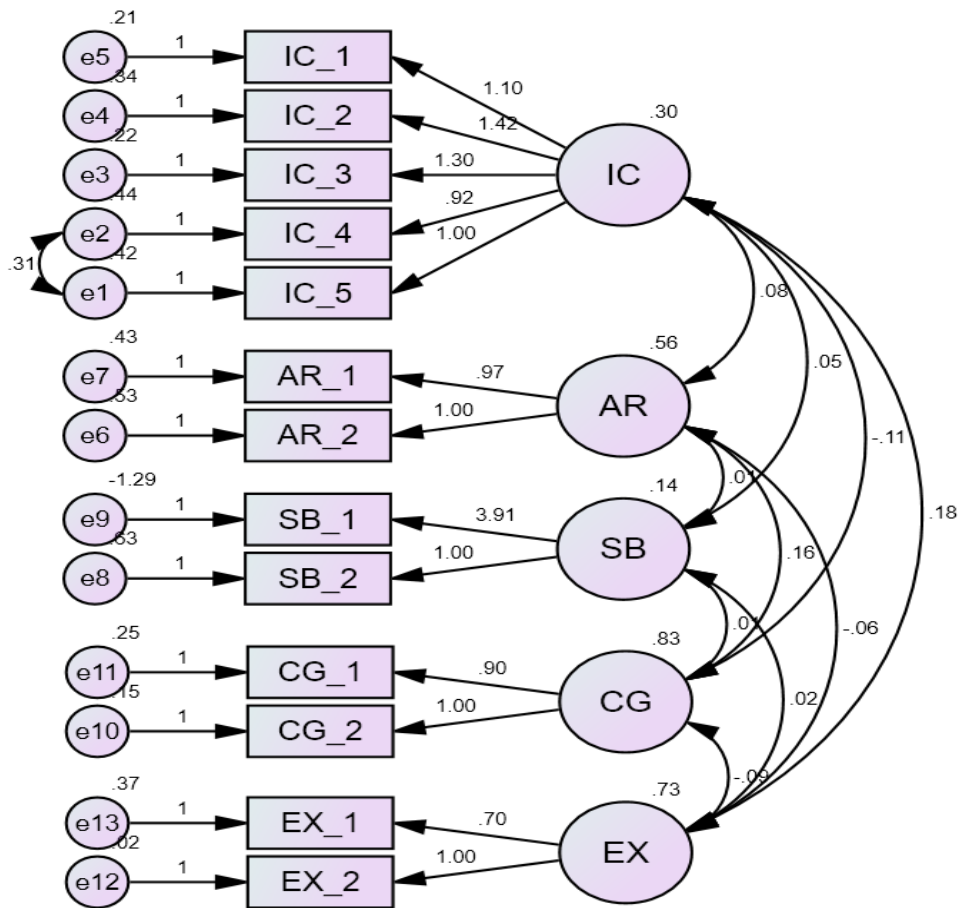 .21
e5 1 IC_1
.34
e4 1 IC_2
.22
e3 1 IC_3
.44
e2 1 IC_4
.42
e1 1 IC_5
.31
1.10
1.42
1.30
.92
1.00
.30
IC
.43
e7 1 AR_1
.53
e6 1 AR_2
.97
1.00
.56
AR
-1.29
e9 1 SB_1
.63
e8 1 SB_2
3.91
1.00
.14
SB
.25
e11 1 CG_1
.15
e10 1 CG_2
.90
1.00
.83
CG
.37
e13 1 EX_1
.02
e12 1 EX_2
.70
1.00
.73
EX
.08
.05
-.11
.18
.01
.16
-.06
.01
.02
-.09